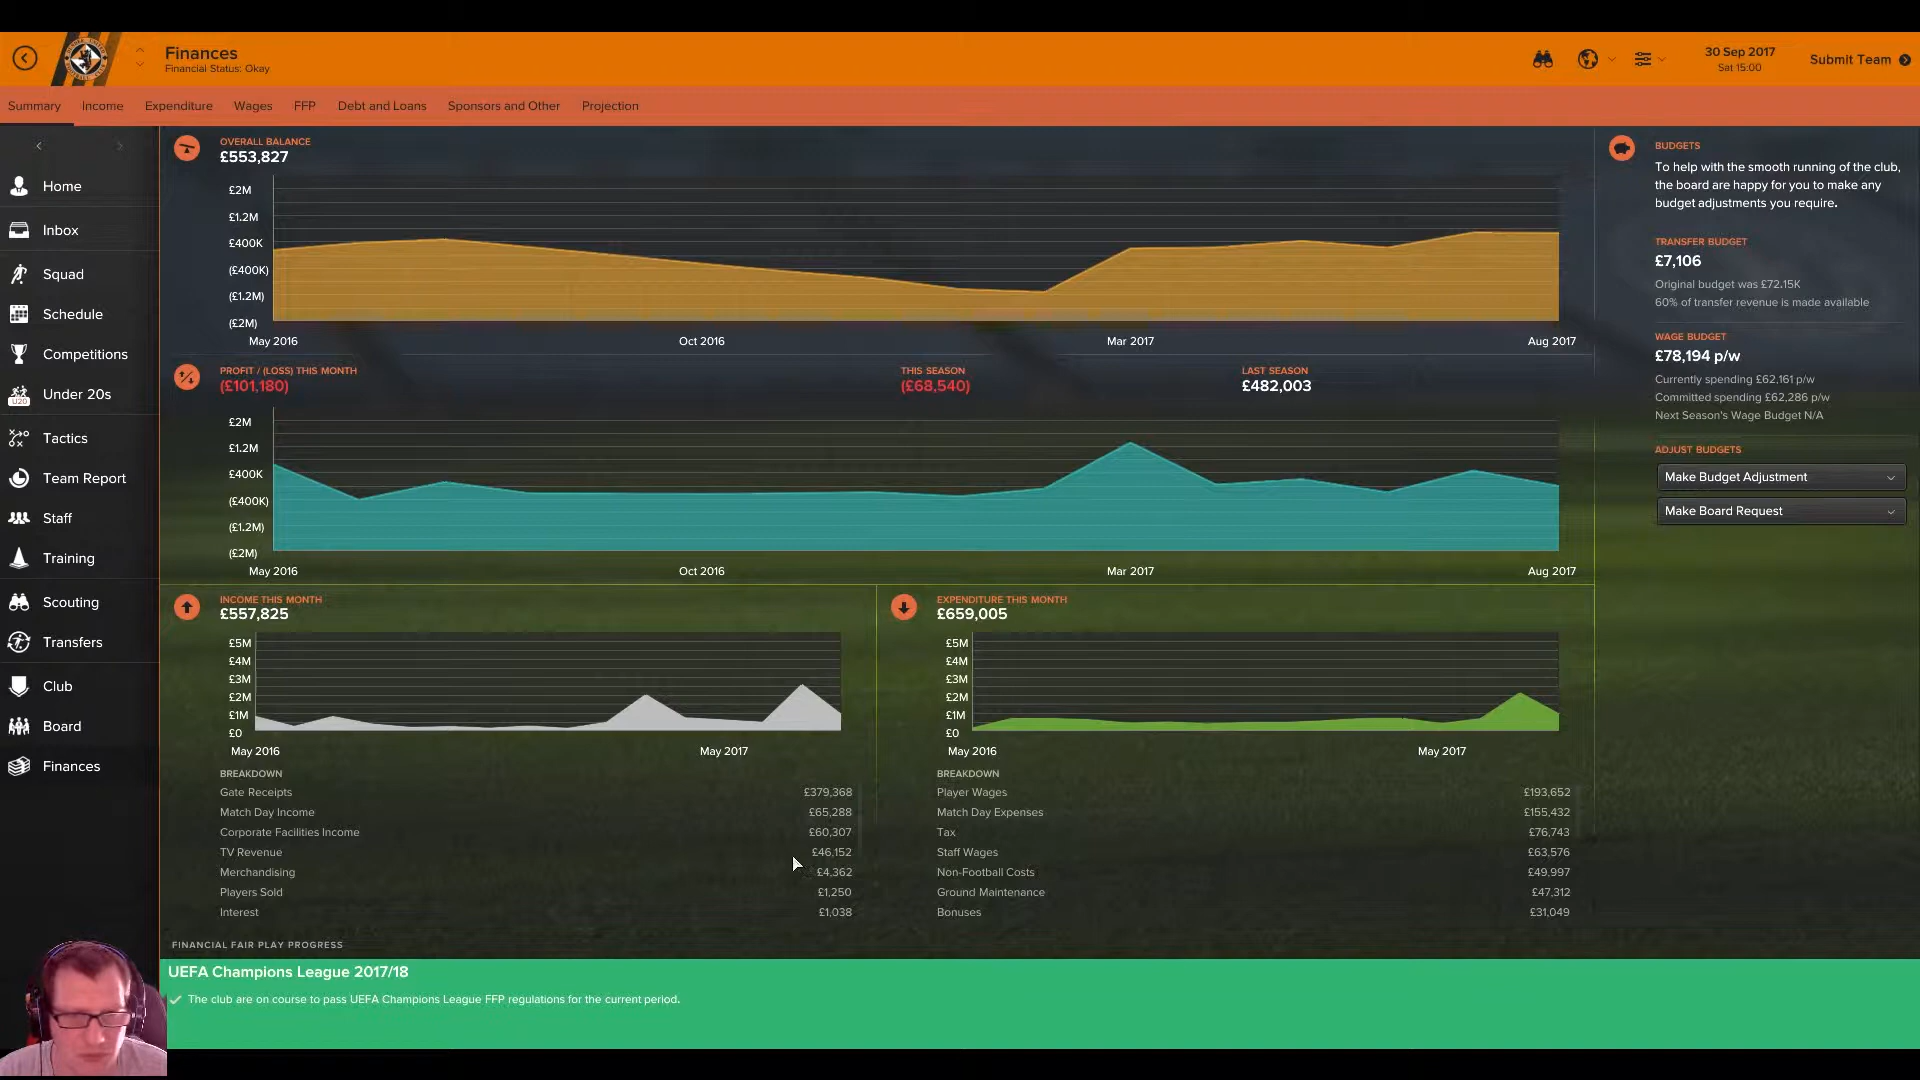 Finances
Financial Status: Okay
30 Sep 2017
Sat 15:00
Submit Team
Summary
Income
Expenditure
Wages
FFP
Debt and Loans
Sponsors and Other
Projection
Home
Inbox
Squad
Schedule
Competitions
U20
Under 20s
Tactics
Team Report
Staff
Training
Scouting
Transfers
Club
Board
Finances
OVERALL BALANCE
£553,827
£2M
£1.2M
£400K
(£400K)
(£1.2M)
(£2M)
May 2016
Oct 2016
Mar 2017
Aug 2017
PROFIT / (LOSS) THIS MONTH
(£101,180)
THIS SEASON
(£68,540)
LAST SEASON
£482,003
£2M
£1.2M
£400K
(£400K)
(£1.2M)
(£2M)
May 2016
Oct 2016
Mar 2017
Aug 2017
INCOME THIS MONTH
£557,825
£5M
£4M
£3M
£2M
£1M
£0
May 2016
May 2017
BREAKDOWN
Gate Receipts £379,368
Match Day Income £65,288
Corporate Facilities Income £60,307
TV Revenue £46,152
Merchandising £4,362
Players Sold £1,250
Interest £1,038
EXPENDITURE THIS MONTH
£659,005
£5M
£4M
£3M
£2M
£1M
£0
May 2016
May 2017
BREAKDOWN
Player Wages £193,652
Match Day Expenses £155,432
Tax £76,743
Staff Wages £63,576
Non-Football Costs £49,997
Ground Maintenance £47,312
Bonuses £31,049
BUDGETS
To help with the smooth running of the club,
the board are happy for you to make any
budget adjustments you require.
TRANSFER BUDGET
£7,106
Original budget was £72.15K
60% of transfer revenue is made available
WAGE BUDGET
£78,194 p/w
Currently spending £62,161 p/w
Committed spending £62,286 p/w
Next Season's Wage Budget N/A
ADJUST BUDGETS
Make Budget Adjustment
Make Board Request
FINANCIAL FAIR PLAY PROGRESS
UEFA Champions League 2017/18
The club are on course to pass UEFA Champions League FFP regulations for the current period.